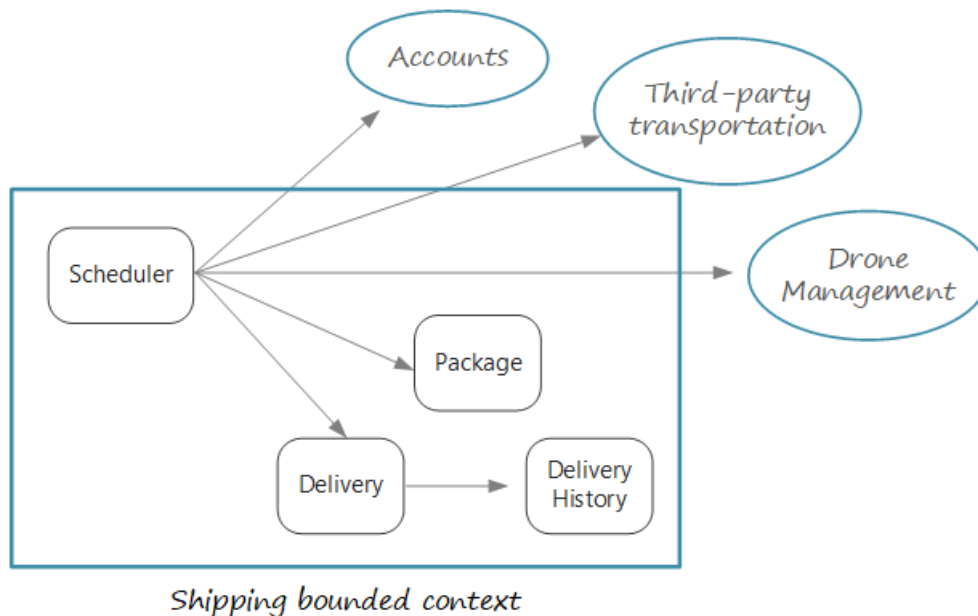 Accounts
Third-party
transportation
Scheduler
Drone
Management
Package
Delivery
Delivery
History
Shipping bounded context